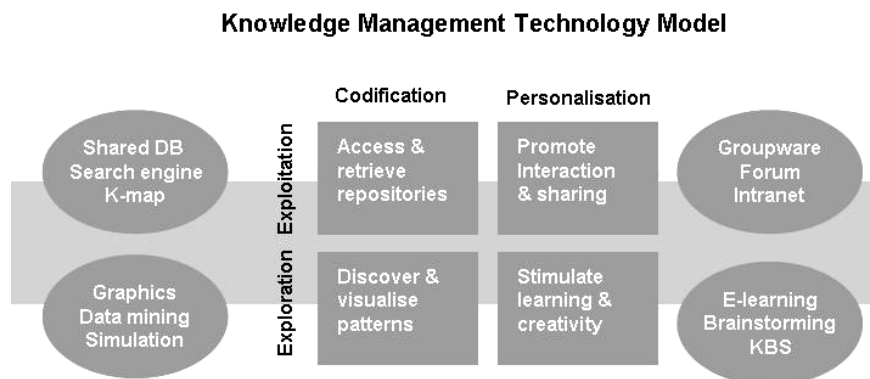 Knowledge Management Technology Model
Codification
Personalisation
Shared DB
Search engine
K-map
Exploitation
Access &
retrieve
repositories
Promote
Interaction
& sharing
Groupware
Forum
Intranet
Graphics
Data mining
Simulation
Exploration
Discover &
visualise
patterns
Stimulate
learning &
creativity
E-learning
Brainstorming
KBS